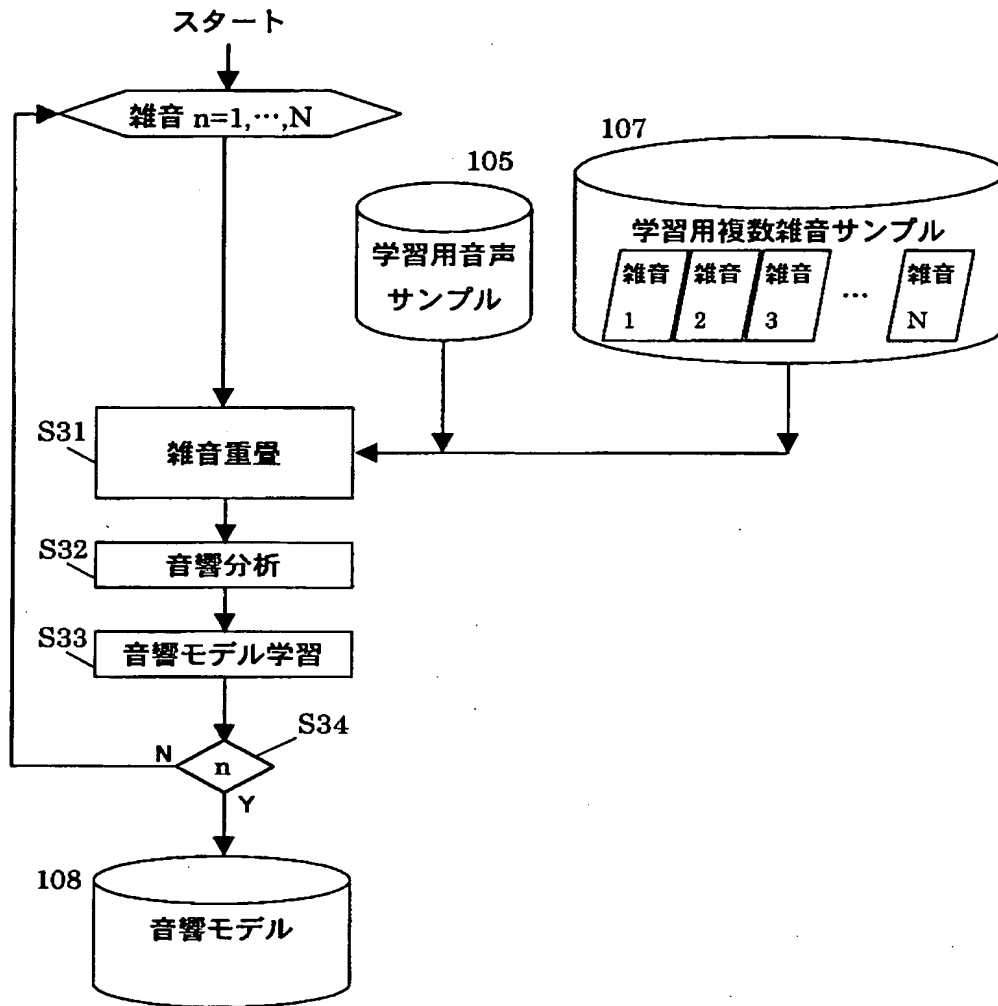 スタート
雑音 n=1,…,N
105
107
学習用音声
サンプル
学習用複数雑音サンプル
雑音
1
雑音
2
雑音
3
…
雑音
N
S31
雑音重畳
S32
音響分析
S33
音響モデル学習
S34
N
n
Y
108
音響モデル